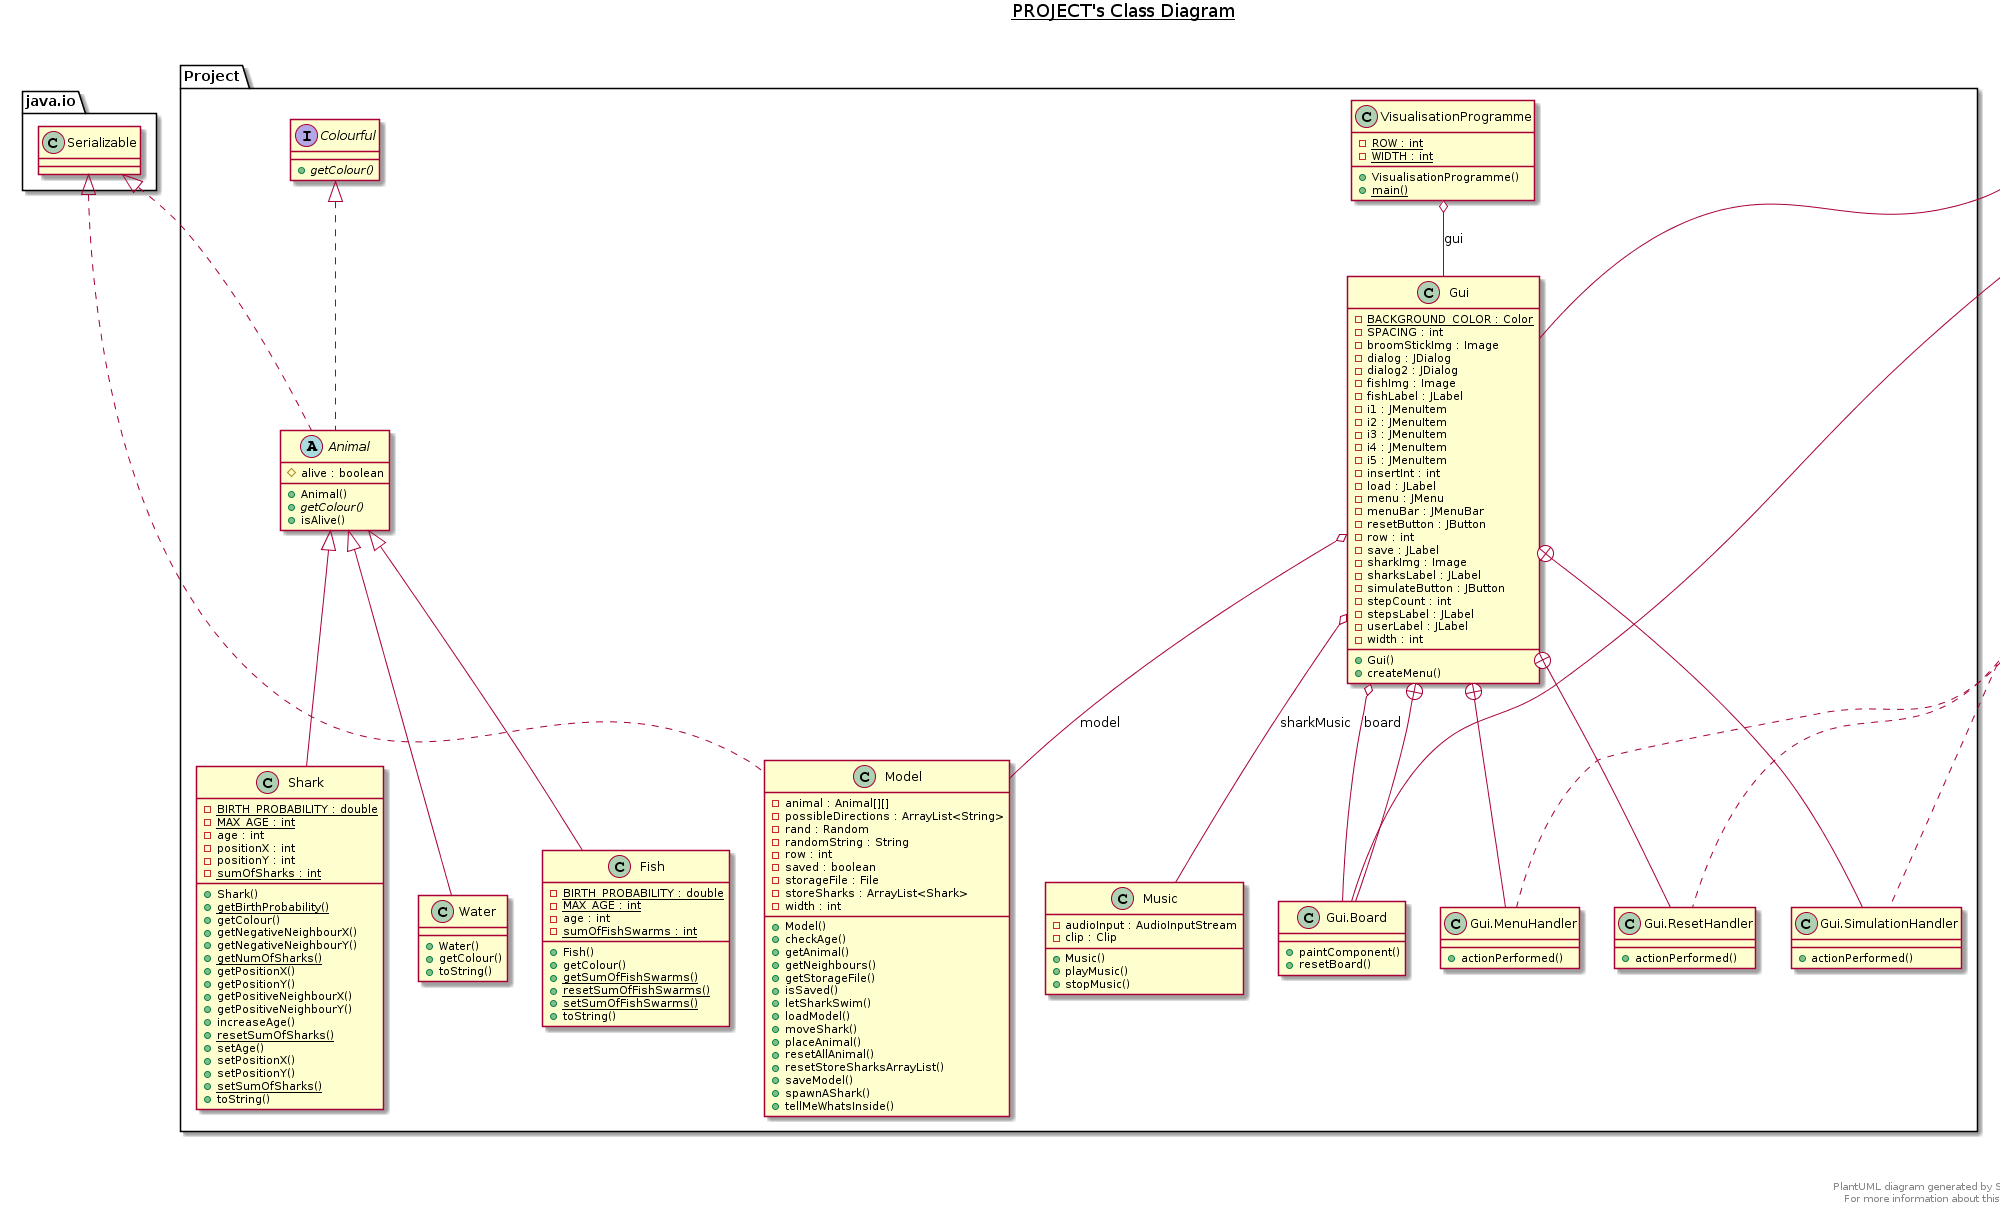 PROJECT's Class Diagram
Project
java.io
C Serializable
I Colourful
getColour()
C VisualisationProgramme
ROW : int
WIDTH : int
VisualisationProgramme()
main()
gui
C Gui
BACKGROUND_COLOR : Color
SPACING : int
broomStickImg : Image
dialog : JDialog
dialog2 : JDialog
fishImg : Image
fishLabel : JLabel
i1 : JMenuItem
i2 : JMenuItem
i3 : JMenuItem
i4 : JMenuItem
i5 : JMenuItem
insertInt : int
load : JLabel
menu : JMenu
menuBar : JMenuBar
resetButton : JButton
row : int
save : JLabel
sharkImg : Image
sharksLabel : JLabel
simulateButton : JButton
stepCount : int
stepsLabel : JLabel
userLabel : JLabel
width : int
Gui()
createMenu()
A Animal
alive : boolean
Animal()
getColour()
isAlive()
model
sharkMusic
board
C Shark
BIRTH_PROBABILITY : double
MAX_AGE : int
age : int
positionX : int
positionY : int
sumOfSharks : int
Shark()
getBirthProbability()
getColour()
getNegativeNeighbourX()
getNegativeNeighbourY()
getNumOfSharks()
getPositionX()
getPositionY()
getPositiveNeighbourX()
getPositiveNeighbourY()
increaseAge()
resetSumOfSharks()
setAge()
setPositionX()
setPositionY()
setSumOfSharks()
toString()
C Water
Water()
getColour()
toString()
C Fish
BIRTH_PROBABILITY : double
MAX_AGE : int
age : int
sumOfFishSwarms : int
Fish()
getColour()
getSumOfFishSwarms()
resetSumOfFishSwarms()
setSumOfFishSwarms()
toString()
C Model
animal : Animal[][]
possibleDirections : ArrayList<String>
rand : Random
randomString : String
row : int
saved : boolean
storageFile : File
storeSharks : ArrayList<Shark>
width : int
Model()
checkAge()
getAnimal()
getNeighbours()
getStorageFile()
isSaved()
letSharkSwim()
loadModel()
moveShark()
placeAnimal()
resetAllAnimal()
resetStoreSharksArrayList()
saveModel()
spawnAShark()
tellMeWhatsInside()
C Music
audioInput : AudioInputStream
clip : Clip
Music()
playMusic()
stopMusic()
C Gui.Board
paintComponent()
resetBoard()
C Gui.MenuHandler
actionPerformed()
C Gui.ResetHandler
actionPerformed()
C Gui.SimulationHandler
actionPerformed()
PlantUML diagram generated by S
For more information about this